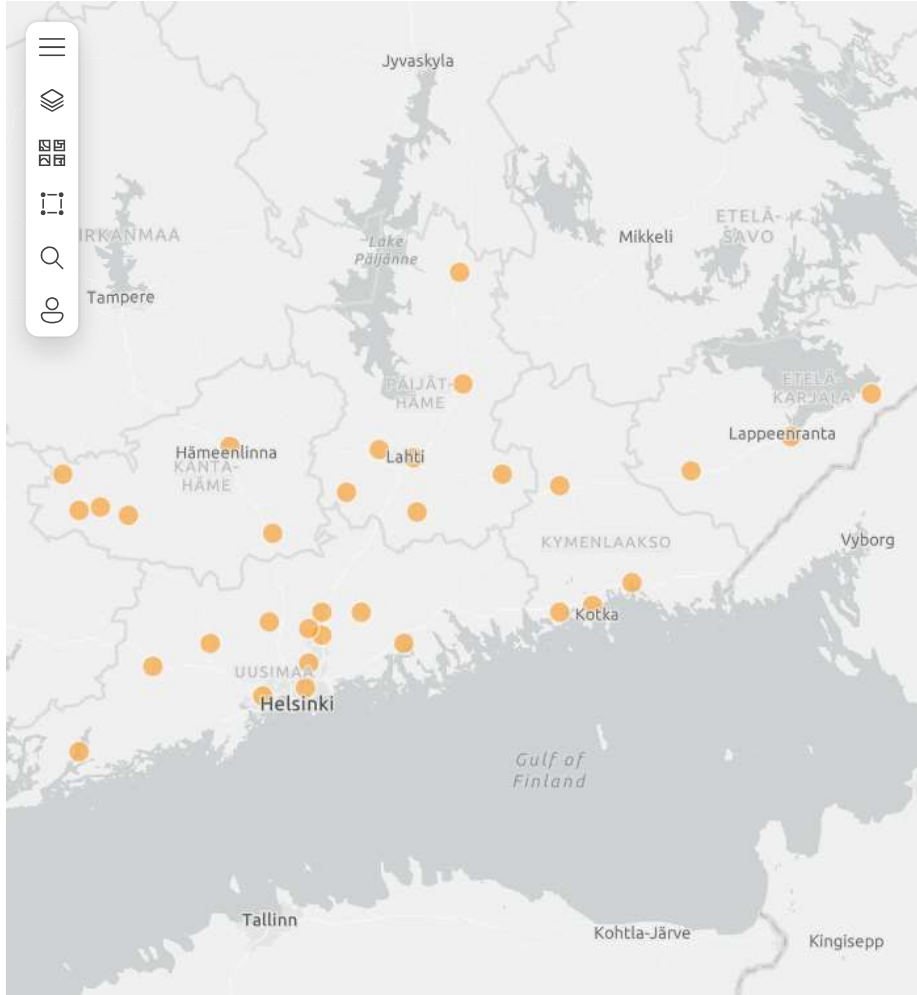 Jyvaskyla
IRKANMAA
Mikkeli
ETELÄ-
SAVO
Lake
Päijänne
Tampere
PÄIJÄT-
HÄME
ETELÄ-
KARJALA
Lappeenranta
Hämeenlinna
KANTA-
HÄME
Lahti
KYMENLAAKSO
Vyborg
Kotka
UUSIMAA
Helsinki
Gulf of
Finland
Tallinn
Kohtla-Järve
Kingisepp